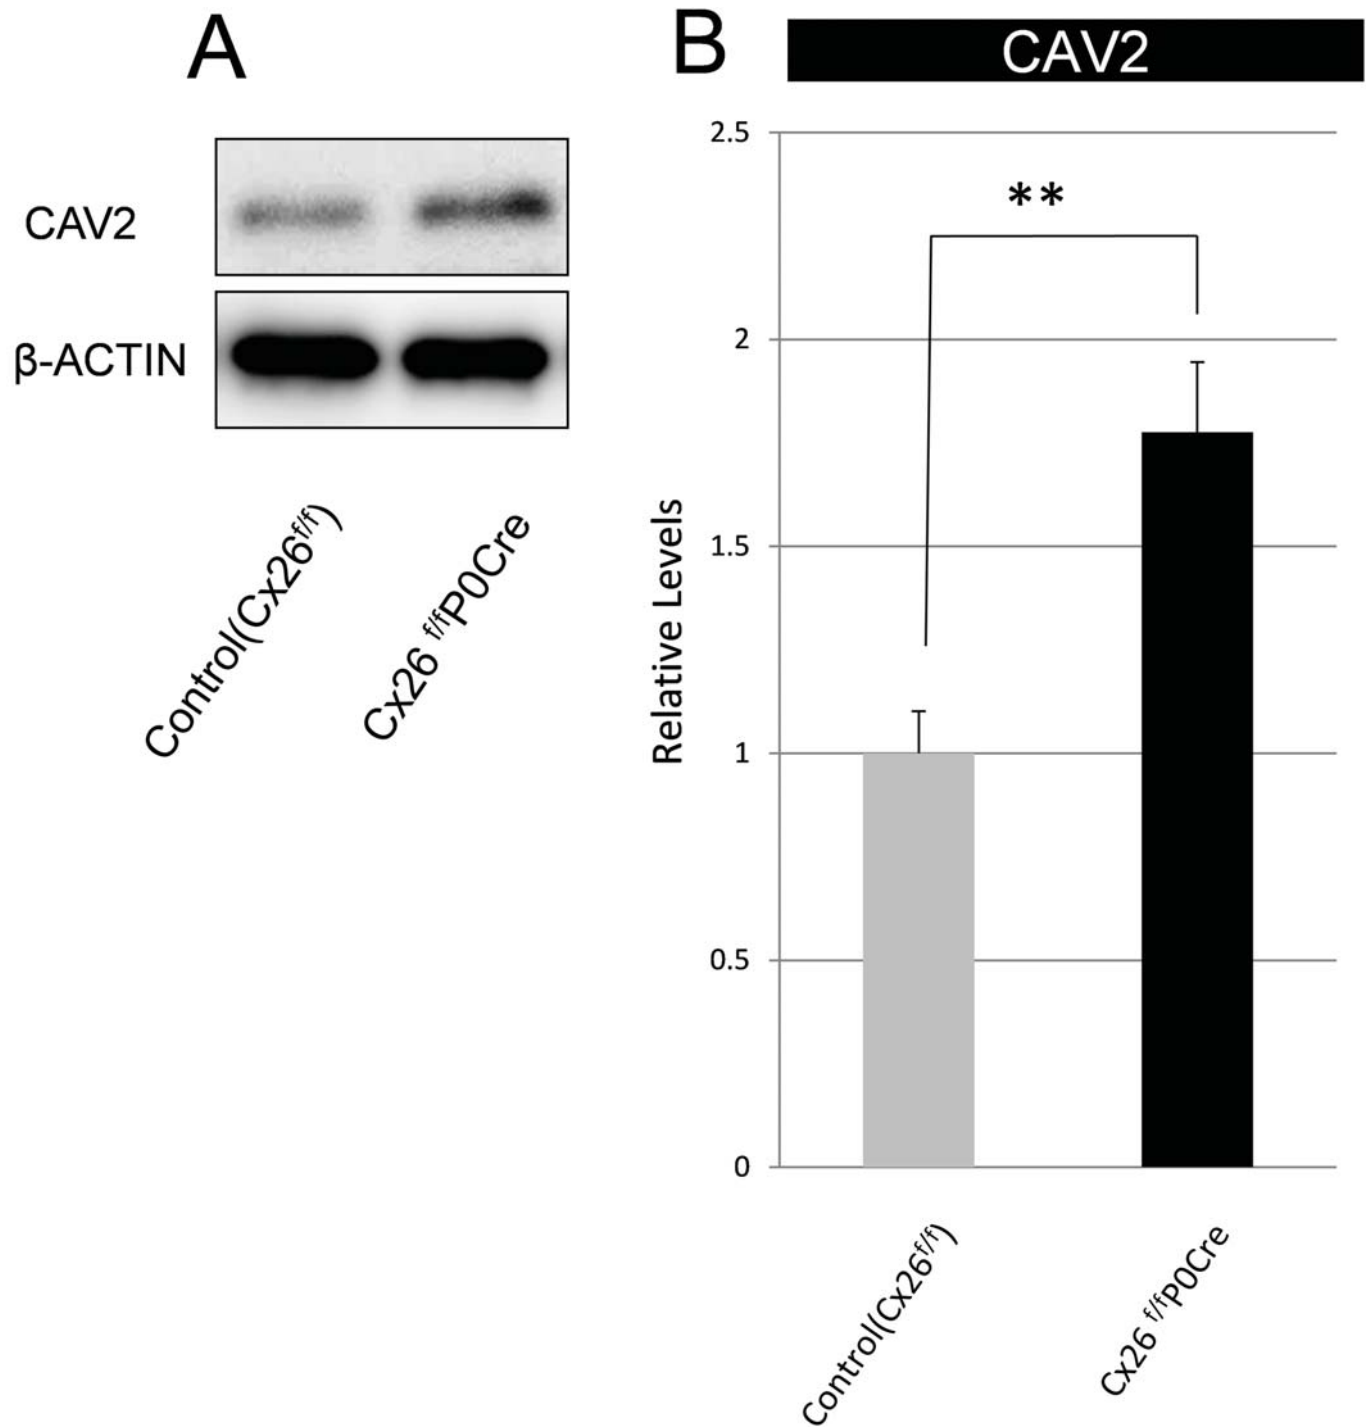 A
CAV2
β-ACTIN
Control(Cx26f/f)
Cx26 f/fP0Cre
B
CAV2
2.5
**
2
1.5
1
0.5
0
Relative Levels
Control(Cx26f/f)
Cx26 f/fP0Cre